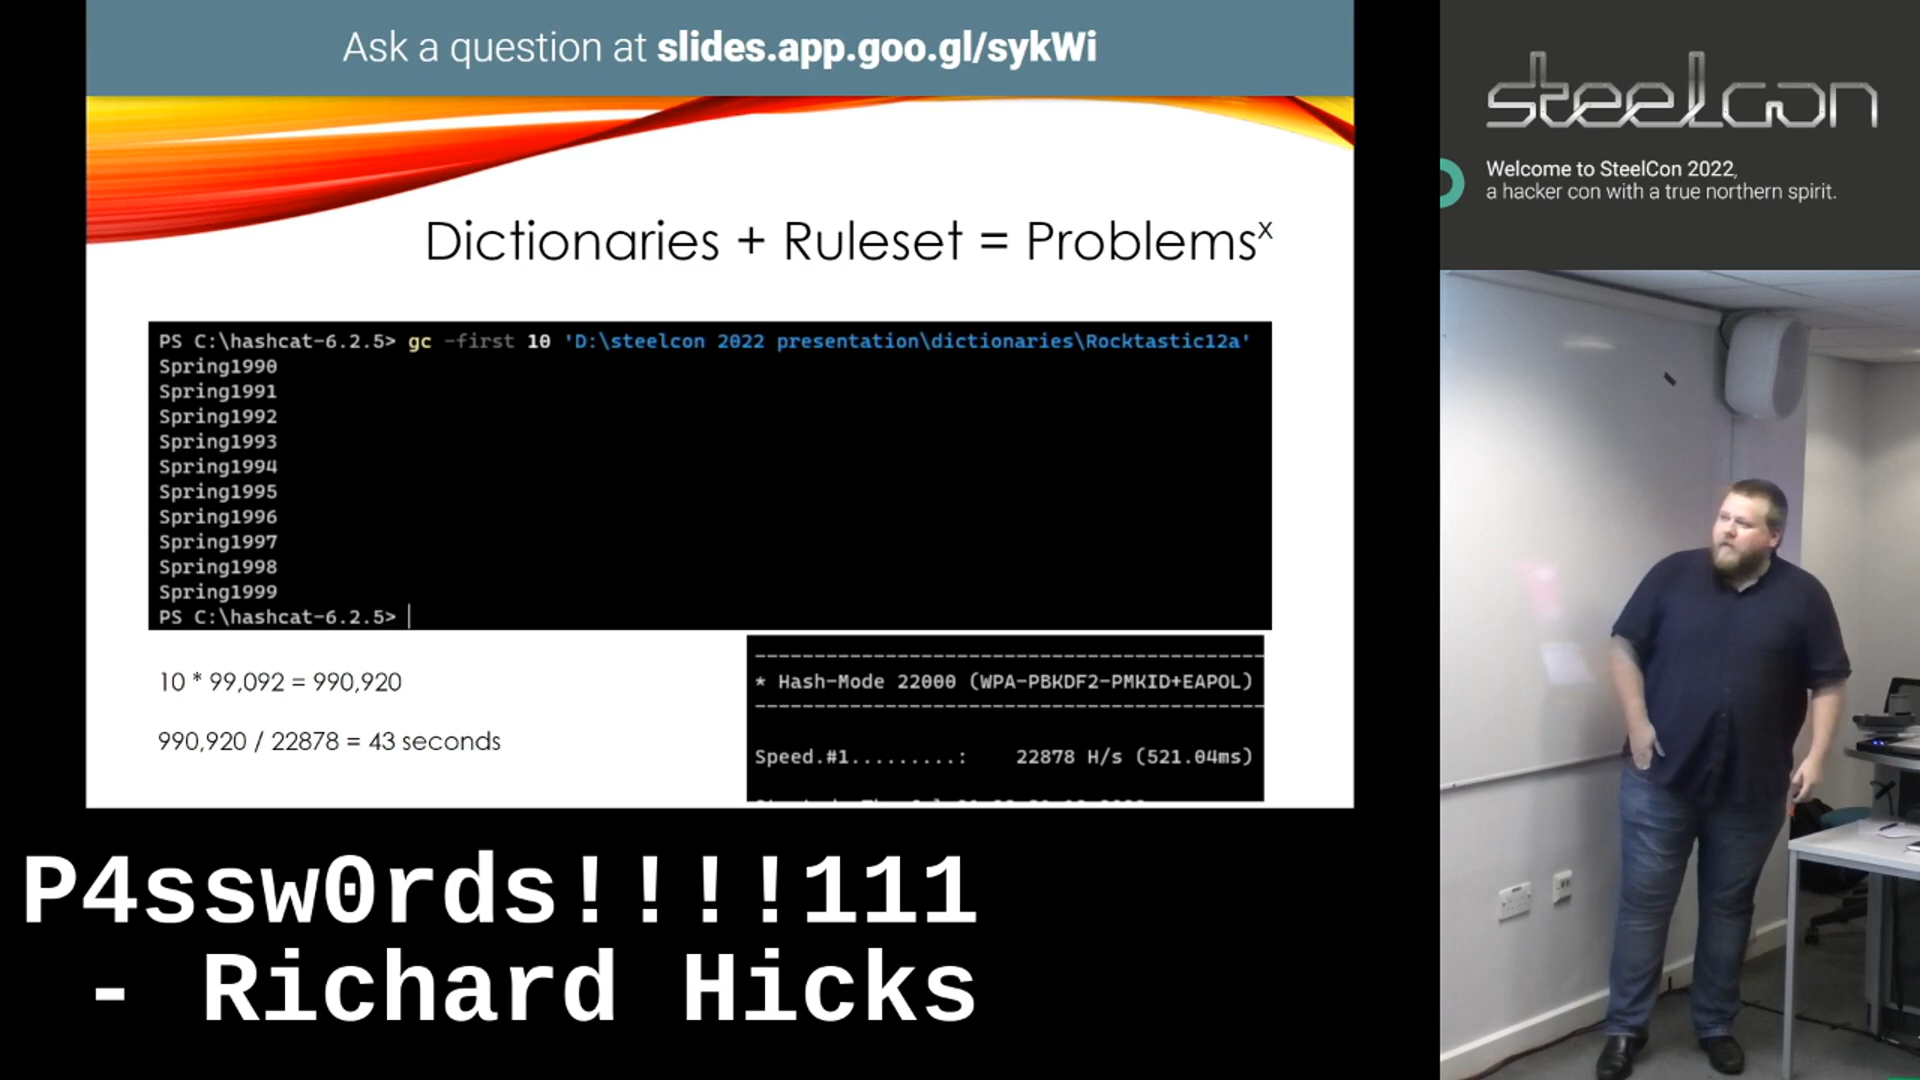 Ask a question at slides.app.goo.gl/sykWi
Dictionaries + Ruleset = Problemsˣ
PS C:\hashcat-6.2.5> gc -first 10 'D:\steelcon 2022 presentation\dictionaries\Rocktastic12a'
Spring1990
Spring1991
Spring1992
Spring1993
Spring1994
Spring1995
Spring1996
Spring1997
Spring1998
Spring1999
PS C:\hashcat-6.2.5>
10 * 99,092 = 990,920
990,920 / 22878 = 43 seconds
* Hash-Mode 22000 (WPA-PBKDF2-PMKID+EAPOL)
Speed.#1.........: 22878 H/s (521.04ms)
P4ssw0rds!!!!111
- Richard Hicks
steelcon
Welcome to SteelCon 2022,
a hacker con with a true northern spirit.